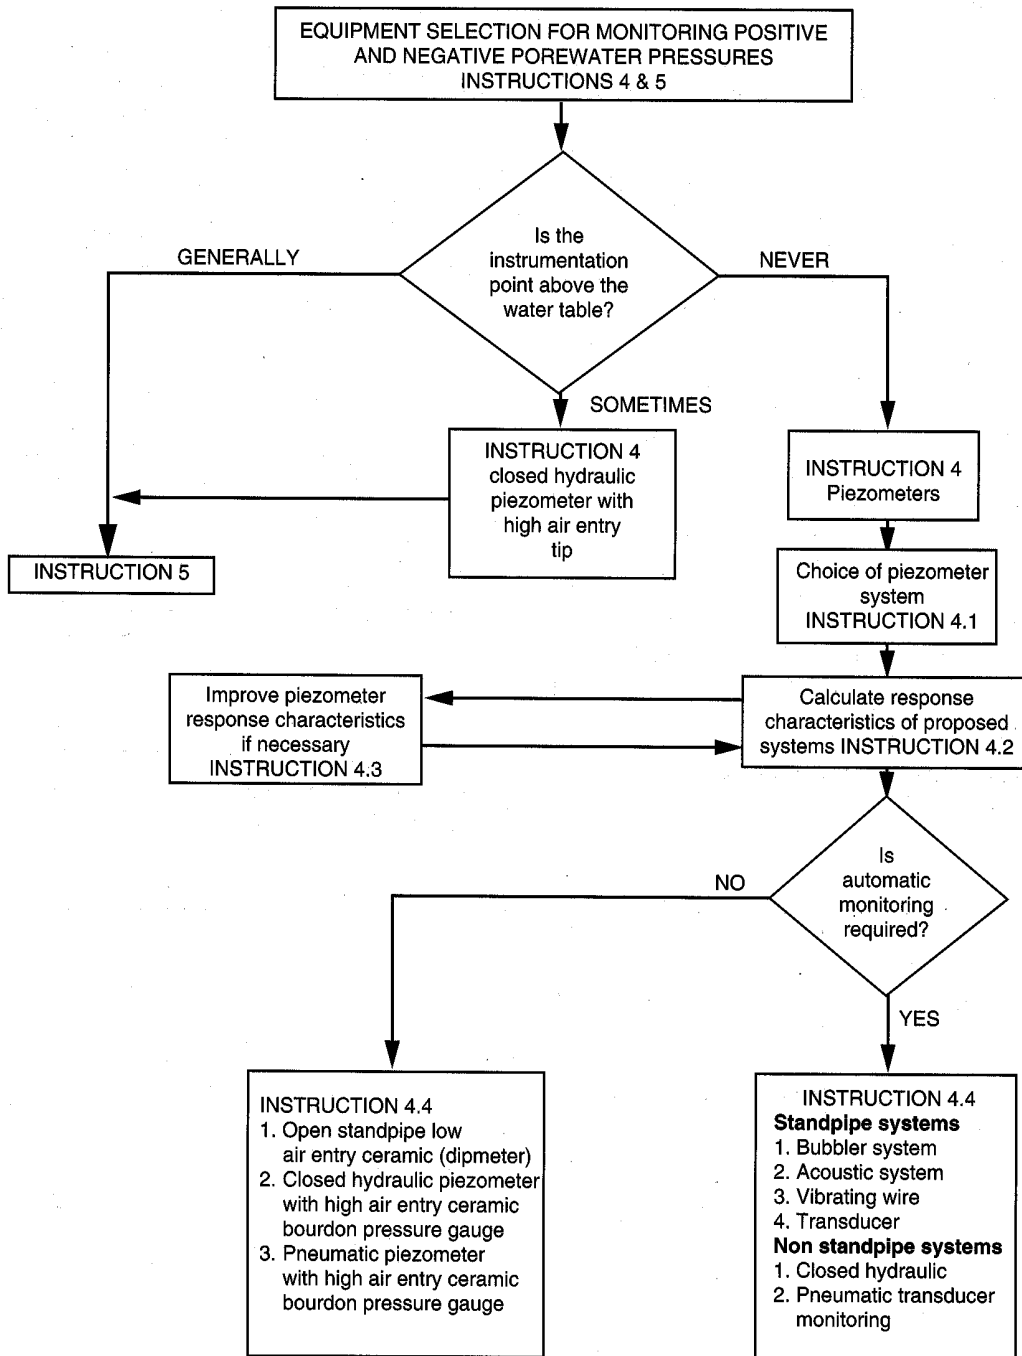 EQUIPMENT SELECTION FOR MONITORING POSITIVE
AND NEGATIVE POREWATER PRESSURES
INSTRUCTIONS 4 & 5
Is the
instrumentation
point above the
water table?
GENERALLY
NEVER
SOMETIMES
INSTRUCTION 4
closed hydraulic
piezometer with
high air entry
tip
INSTRUCTION 4
Piezometers
INSTRUCTION 5
Choice of piezometer
system
INSTRUCTION 4.1
Improve piezometer
response characteristics
if necessary
INSTRUCTION 4.3
Calculate response
characteristics of proposed
systems INSTRUCTION 4.2
Is
automatic
monitoring
required?
NO
YES
INSTRUCTION 4.4
1. Open standpipe low
air entry ceramic (dipmeter)
2. Closed hydraulic piezometer
with high air entry ceramic
bourdon pressure gauge
3. Pneumatic piezometer
with high air entry ceramic
bourdon pressure gauge
INSTRUCTION 4.4
Standpipe systems
1. Bubbler system
2. Acoustic system
3. Vibrating wire
4. Transducer
Non standpipe systems
1. Closed hydraulic
2. Pneumatic transducer
monitoring